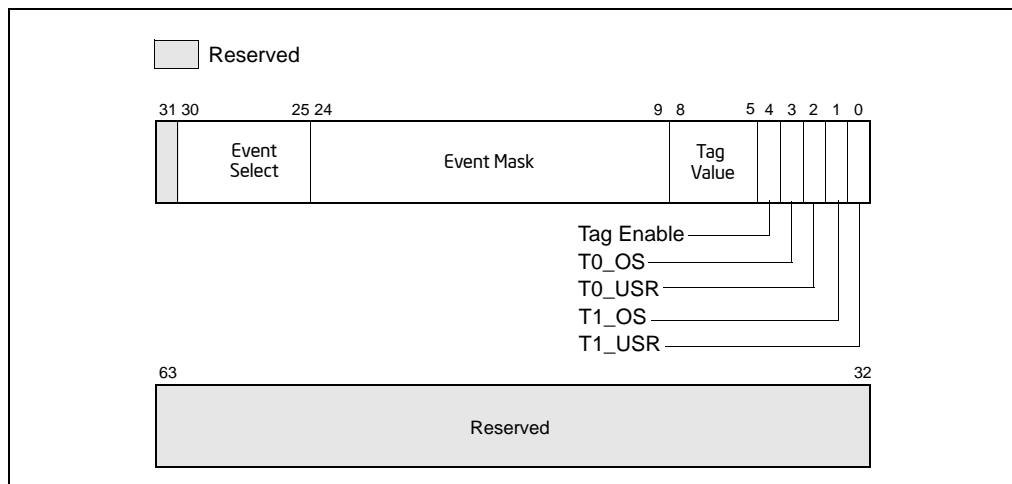 Reserved
31 30 25 24 9 8 5 4 3 2 1 0
Event
Select
Event Mask
Tag
Value
Tag Enable
T0_OS
T0_USR
T1_OS
T1_USR
63 32
Reserved